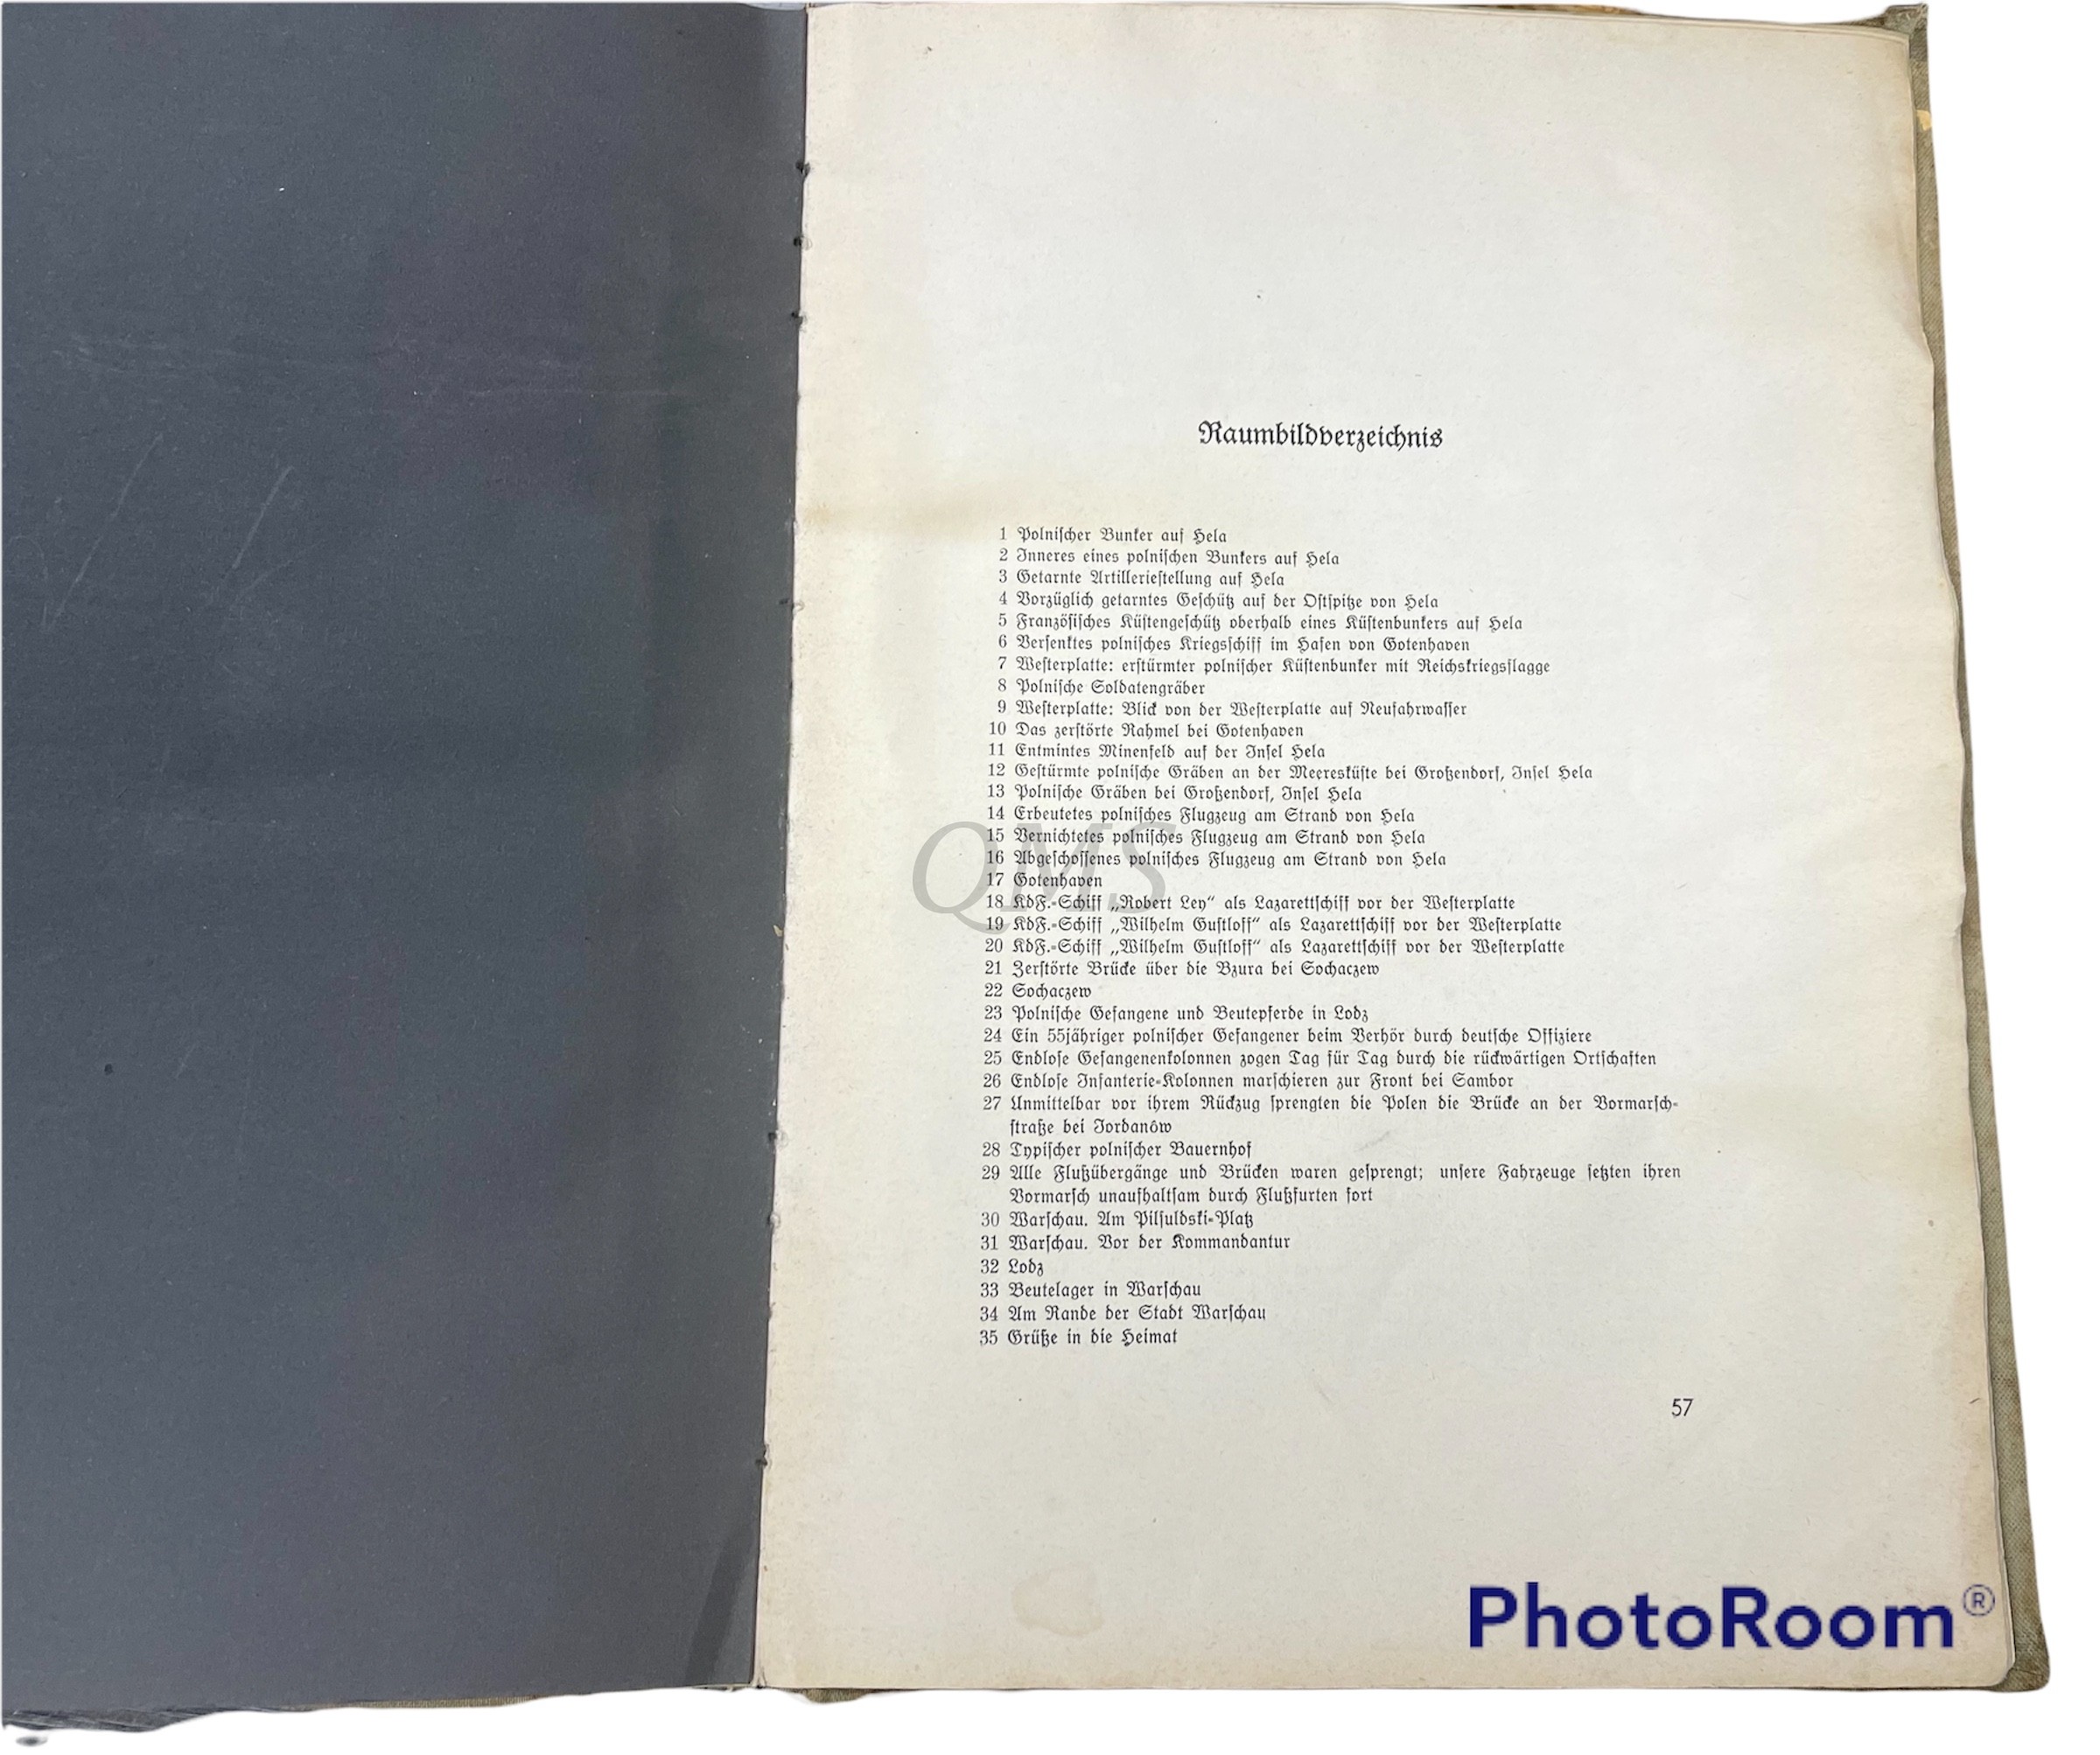 Raumbildverzeichnis
1 Polnischer Bunker auf Hela
2 Inneres eines polnischen Bunkers auf Hela
3 Getarnte Artilleriestellung auf Hela
4 Vorzüglich getarntes Geschütz auf der Ostspitze von Hela
5 Französisches Küstengeschütz oberhalb eines Küstenbunkers auf Hela
6 Versenktes polnisches Kriegsschiff im Hafen von Gotenhaven
7 Westerplatte: erstürmter polnischer Küstenbunker mit Reichskriegsflagge
8 Polnische Soldatengräber
9 Westerplatte: Blick von der Westerplatte auf Neufahrwasser
10 Das zerstörte Rahmel bei Gotenhaven
11 Entmintes Minenfeld auf der Insel Hela
12 Gestürmte polnische Gräben an der Meeresküste bei Großendorf, Insel Hela
13 Polnische Gräben bei Großendorf, Insel Hela
14 Erbeutetes polnisches Flugzeug am Strand von Hela
15 Vernichtetes polnisches Flugzeug am Strand von Hela
16 Abgeschossenes polnisches Flugzeug am Strand von Hela
17 Gotenhaven
18 KdF.-Schiff „Robert Ley“ als Lazarettschiff vor der Westerplatte
19 KdF.-Schiff „Wilhelm Gustloff“ als Lazarettschiff vor der Westerplatte
20 KdF.-Schiff „Wilhelm Gustloff“ als Lazarettschiff vor der Westerplatte
21 Zerstörte Brücke über die Bzura bei Sochaczew
22 Sochaczew
23 Polnische Gefangene und Beutepferde in Lodz
24 Ein 55jähriger polnischer Gefangener beim Verhör durch deutsche Offiziere
25 Endlose Gefangenenkolonnen zogen Tag für Tag durch die rückwärtigen Ortschaften
26 Endlose Infanterie-Kolonnen marschieren zur Front bei Sambor
27 Unmittelbar vor ihrem Rückzug sprengten die Polen die Brücke an der Vormarsch-
straße bei Jordanôw
28 Typischer polnischer Bauernhof
29 Alle Flußübergänge und Brücken waren gesprengt; unsere Fahrzeuge setzten ihren
Vormarsch unaufhaltsam durch Flußfurten fort
30 Warschau. Am Pilsuldski-Platz
31 Warschau. Vor der Kommandantur
32 Lodz
33 Beutelager in Warschau
34 Am Rande der Stadt Warschau
35 Grüße in die Heimat
57
QMS
PhotoRoom®